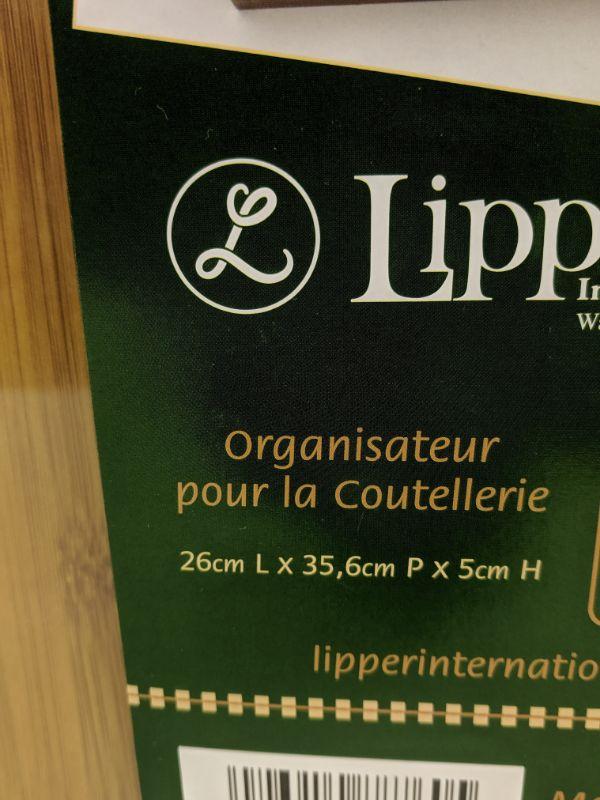 L
Lipp
Organisateur
pour la Coutellerie
26cm L x 35,6cm P x 5cm H
lipperinternatio